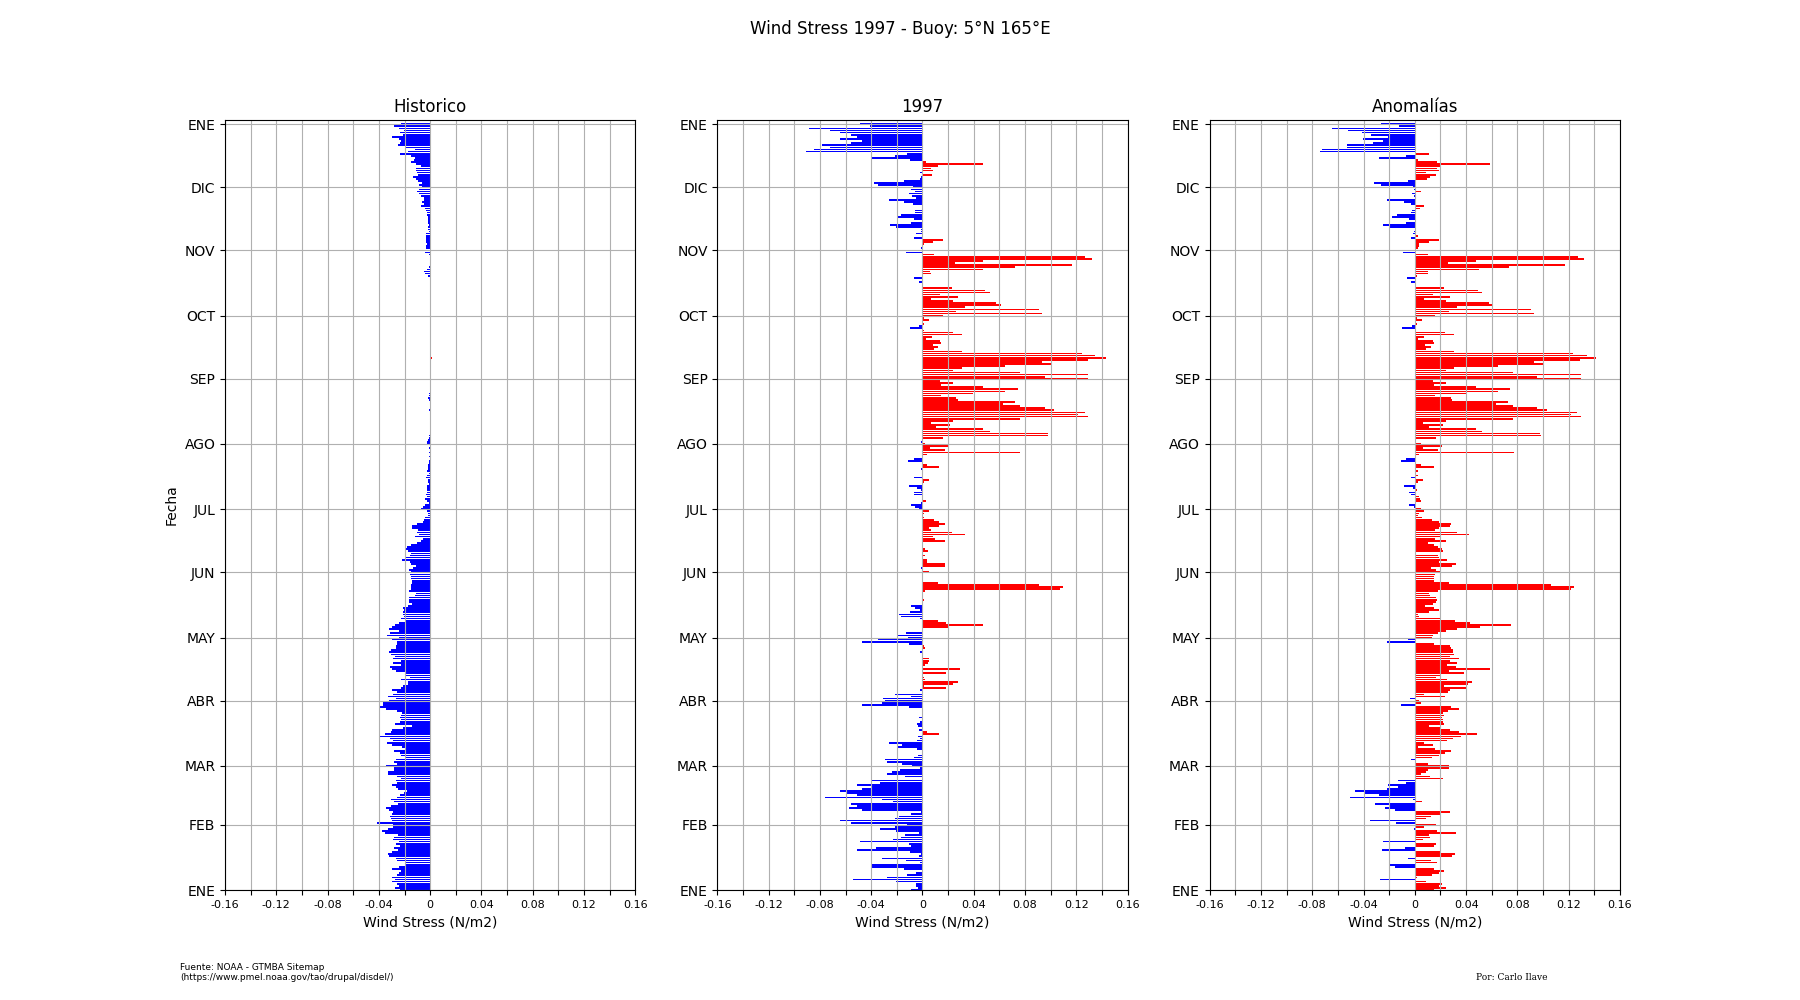 Wind Stress 1997 - Buoy: 5°N 165°E
Historico
1997
Anomalías
ENE
DIC
NOV
OCT
SEP
AGO
JUL
JUN
MAY
ABR
MAR
FEB
ENE
Fecha
-0.16 -0.12 -0.08 -0.04 0 0.04 0.08 0.12 0.16
Wind Stress (N/m2)
ENE
DIC
NOV
OCT
SEP
AGO
JUL
JUN
MAY
ABR
MAR
FEB
ENE
-0.16 -0.12 -0.08 -0.04 0 0.04 0.08 0.12 0.16
Wind Stress (N/m2)
ENE
DIC
NOV
OCT
SEP
AGO
JUL
JUN
MAY
ABR
MAR
FEB
ENE
-0.16 -0.12 -0.08 -0.04 0 0.04 0.08 0.12 0.16
Wind Stress (N/m2)
Fuente: NOAA - GTMBA Sitemap
(https://www.pmel.noaa.gov/tao/drupal/disdel/)
Por: Carlo Ilave